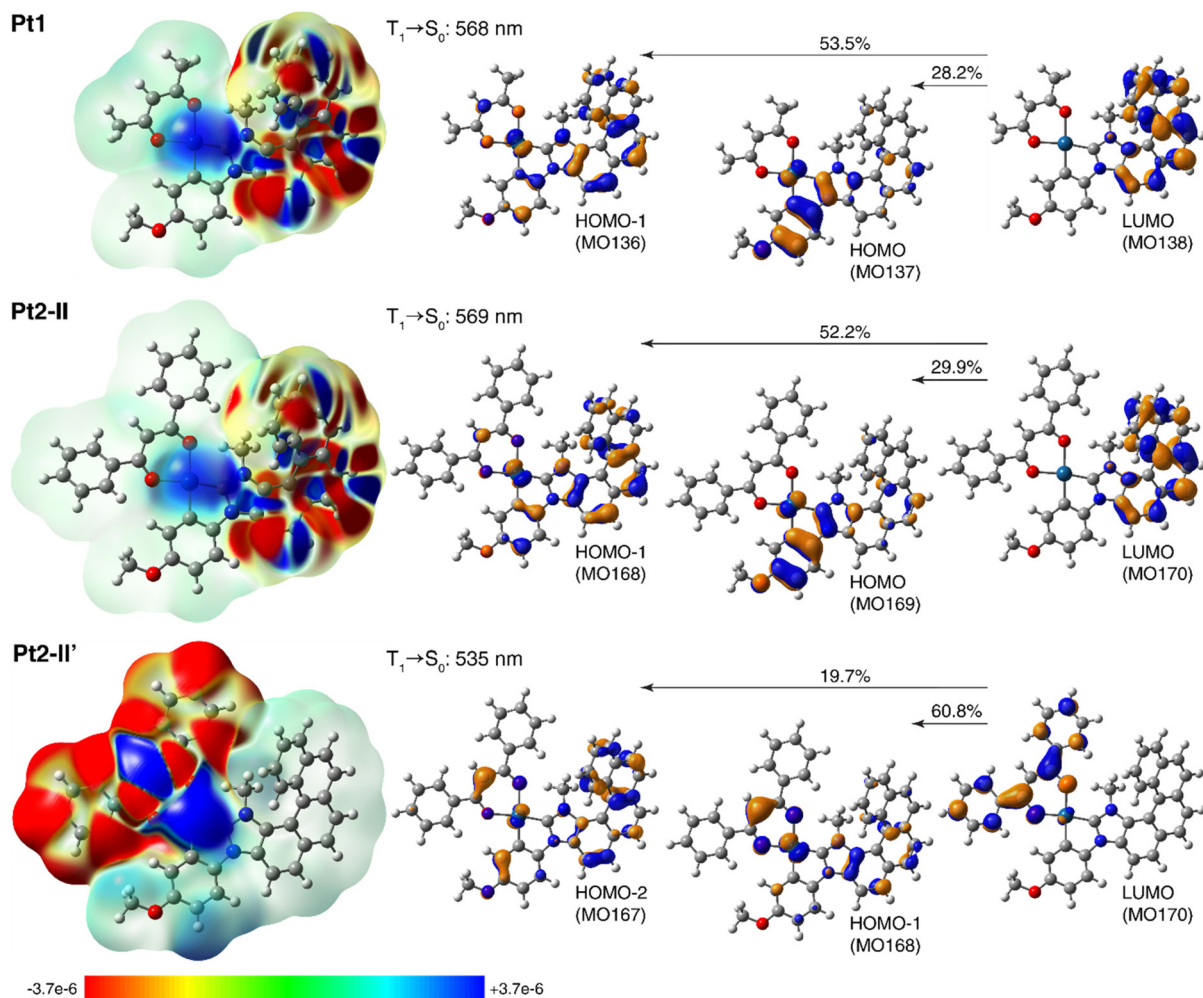 Pt1
T₁→S₀: 568 nm
53.5%
28.2%
HOMO-1
(MO136)
HOMO
(MO137)
LUMO
(MO138)
Pt2-II
T₁→S₀: 569 nm
52.2%
29.9%
HOMO-1
(MO168)
HOMO
(MO169)
LUMO
(MO170)
Pt2-II’
T₁→S₀: 535 nm
19.7%
60.8%
HOMO-2
(MO167)
HOMO-1
(MO168)
LUMO
(MO170)
-3.7e-6 +3.7e-6